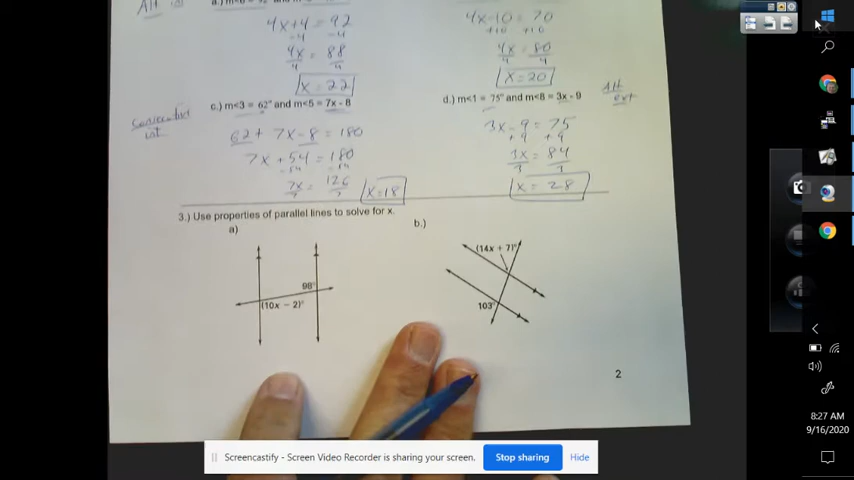 Alt
4x+4 = 92
-4 -4
4x = 88
4 4
x = 22
4x-10 = 70
+10 +10
4x = 80
4 4
x = 20
c.) m<3 = 62° and m<5 = 7x - 8
Consecutive
int
62 + 7x - 8 = 180
7x + 54 = 180
-54 -54
7x = 126
x = 18
d.) m<1 = 75° and m<8 = 3x - 9
Alt
ext
3x - 9 = 75
+9 +9
3x = 84
3 3
x = 28
3.) Use properties of parallel lines to solve for x.
a)
98°
(10x − 2)°
b.)
(14x + 7)°
103°
2
Screencastify - Screen Video Recorder is sharing your screen.
Stop sharing
Hide
8:27 AM
9/16/2020